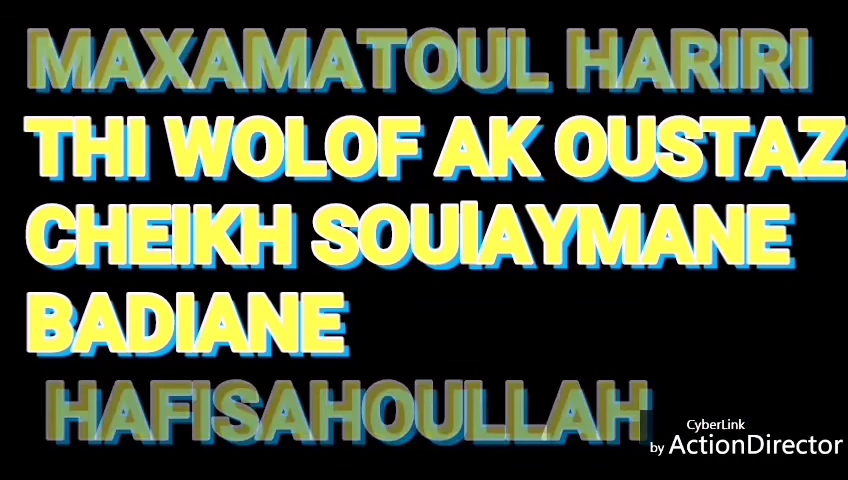 MAXAMATOUL HARIRI
THI WOLOF AK OUSTAZ
CHEIKH SOUlAYMANE
BADIANE
HAFISAHOULLAH
CyberLink
by ActionDirector